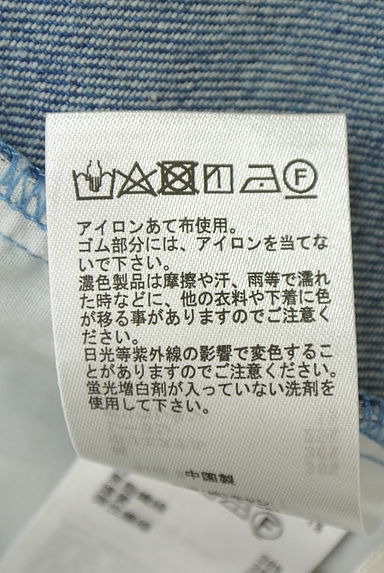 F
アイロンあて布使用。
ゴム部分には、アイロンを当てな
いで下さい。
濃色製品は摩擦や汗、雨等で濡れ
た時などに、他の衣料や下着に色
が移る事がありますのでご注意く
ださい。
日光等紫外線の影響で変色するこ
とがありますのでご注意ください。
蛍光増白剤が入っていない洗剤を
使用して下さい。
中国製
F